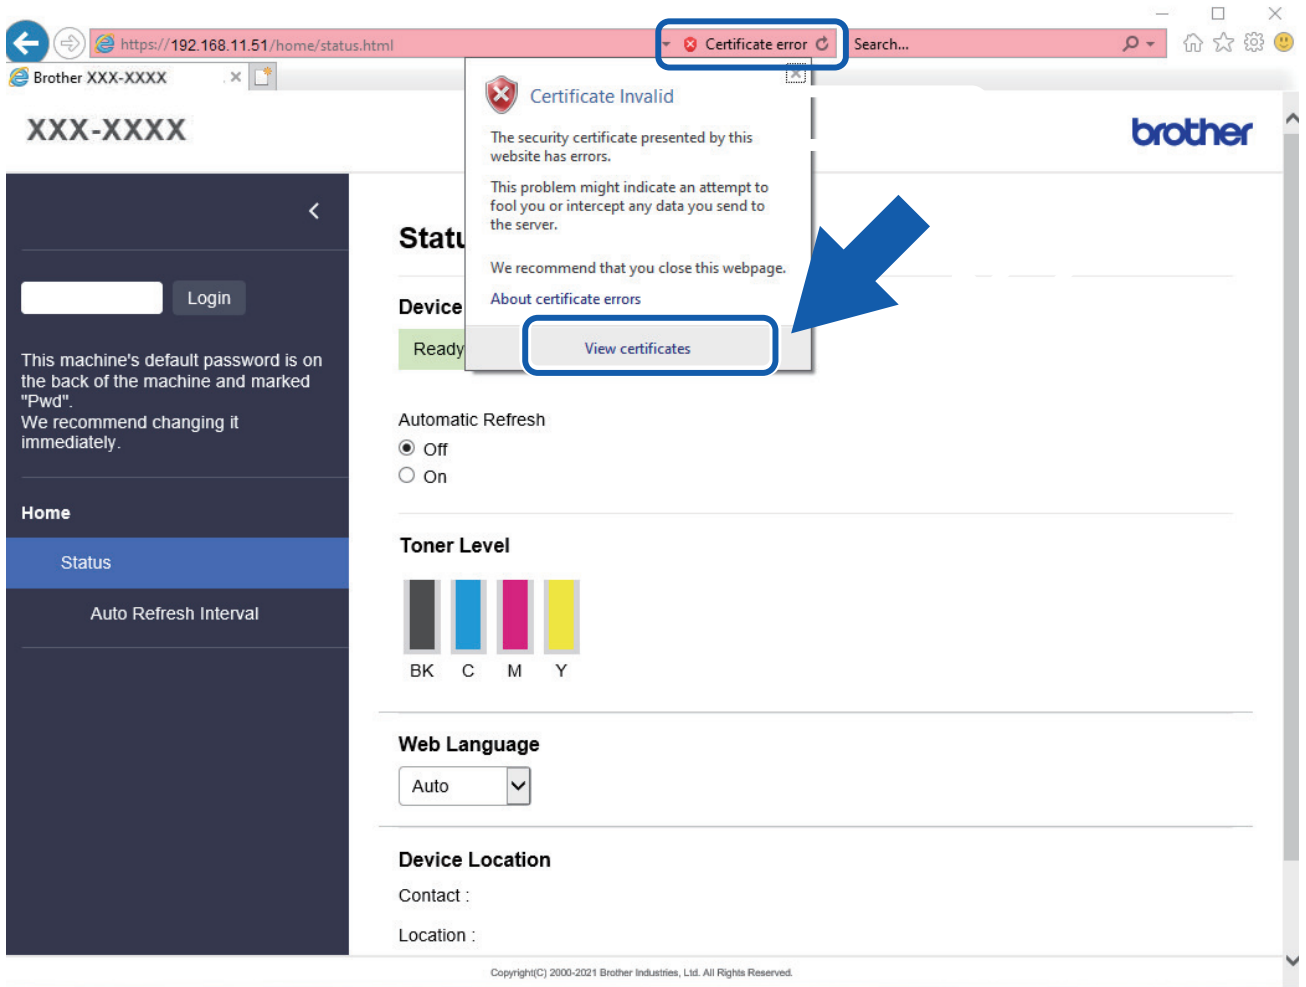 https://192.168.11.51/home/status.html
Certificate error
Search...
Brother XXX-XXXX
XXX-XXXX
brother
Certificate Invalid
The security certificate presented by this
website has errors.
This problem might indicate an attempt to
fool you or intercept any data you send to
the server.
We recommend that you close this webpage.
About certificate errors
View certificates
Login
This machine's default password is on
the back of the machine and marked
"Pwd".
We recommend changing it
immediately.
Home
Status
Auto Refresh Interval
Statu
Device
Ready
Automatic Refresh
Off
On
Toner Level
BK C M Y
Web Language
Auto
Device Location
Contact :
Location :
Copyright(C) 2000-2021 Brother Industries, Ltd. All Rights Reserved.